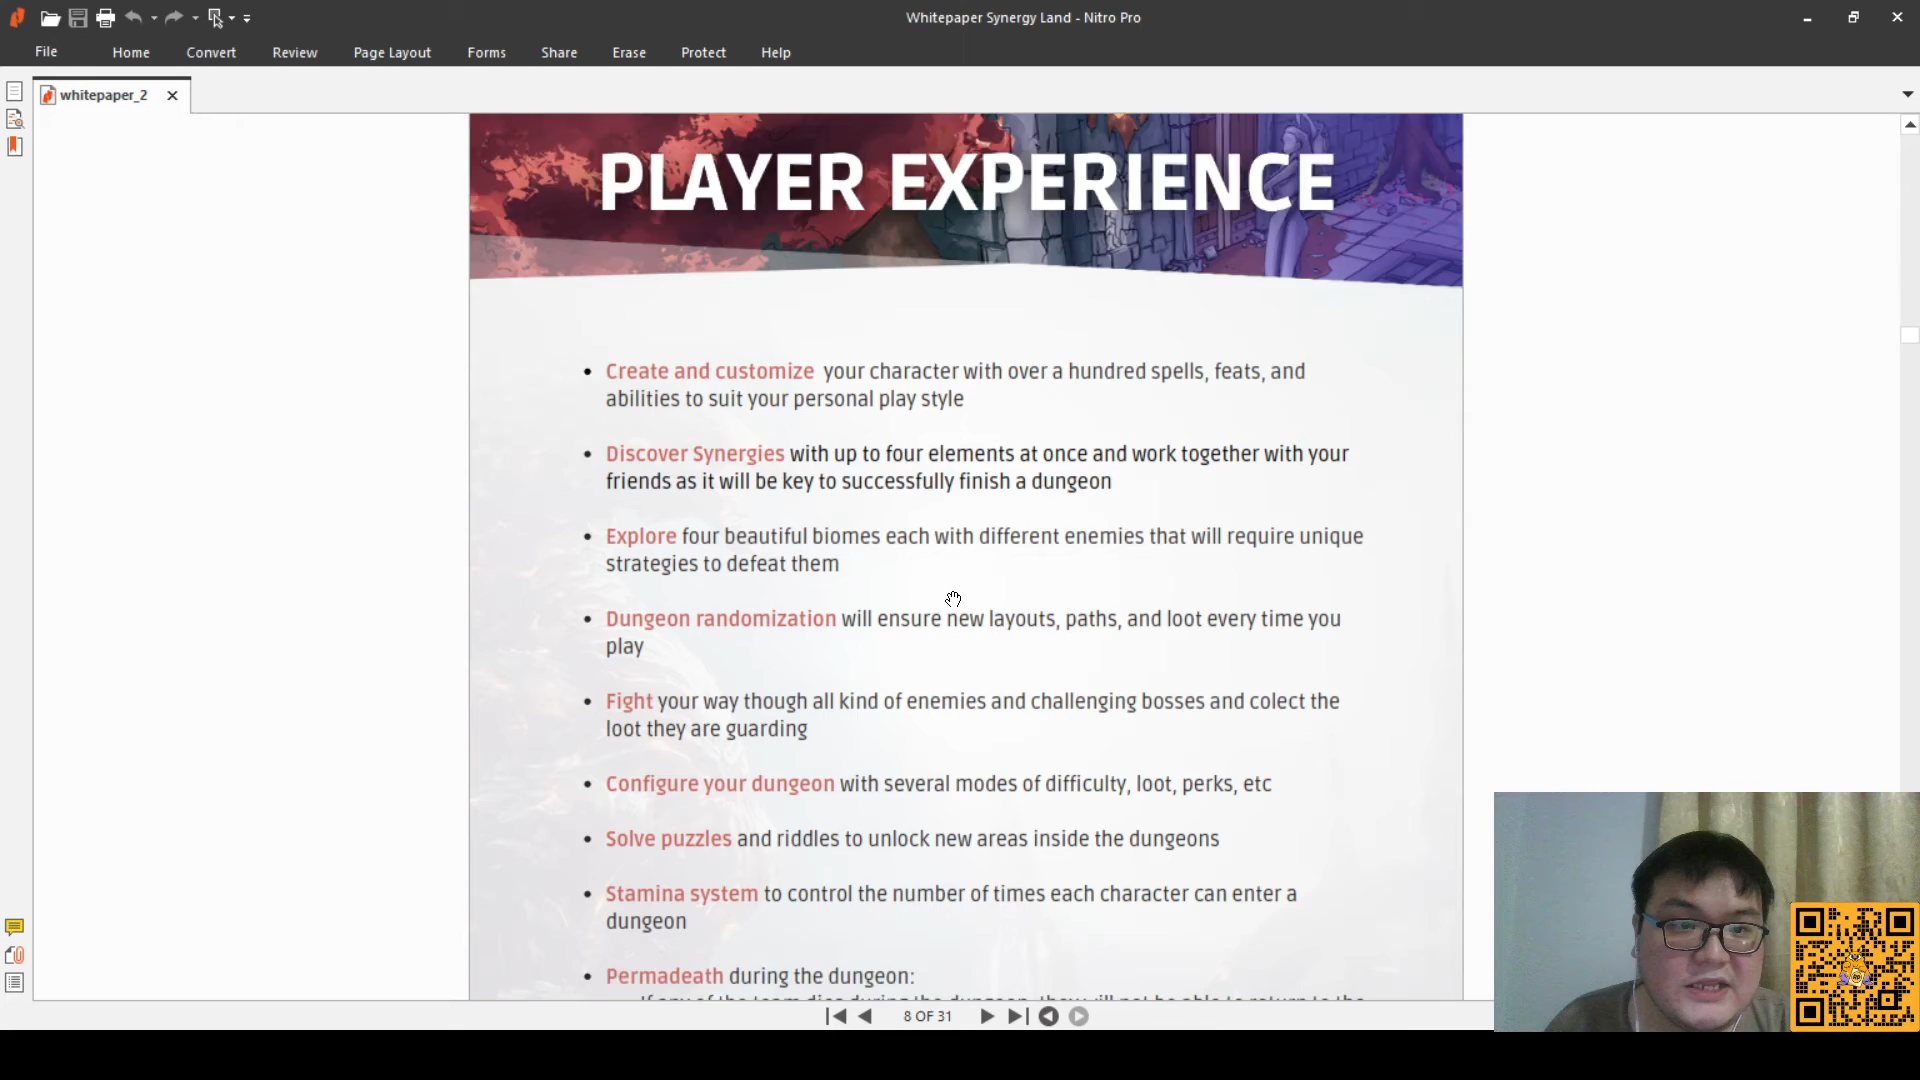 Whitepaper Synergy Land - Nitro Pro
File Home Convert Review Page Layout Forms Share Erase Protect Help
whitepaper_2
PLAYER EXPERIENCE
• Create and customize your character with over a hundred spells, feats, and
abilities to suit your personal play style
• Discover Synergies with up to four elements at once and work together with your
friends as it will be key to successfully finish a dungeon
• Explore four beautiful biomes each with different enemies that will require unique
strategies to defeat them
• Dungeon randomization will ensure new layouts, paths, and loot every time you
play
• Fight your way though all kind of enemies and challenging bosses and colect the
loot they are guarding
• Configure your dungeon with several modes of difficulty, loot, perks, etc
• Solve puzzles and riddles to unlock new areas inside the dungeons
• Stamina system to control the number of times each character can enter a
dungeon
• Permadeath during the dungeon:
8 OF 31